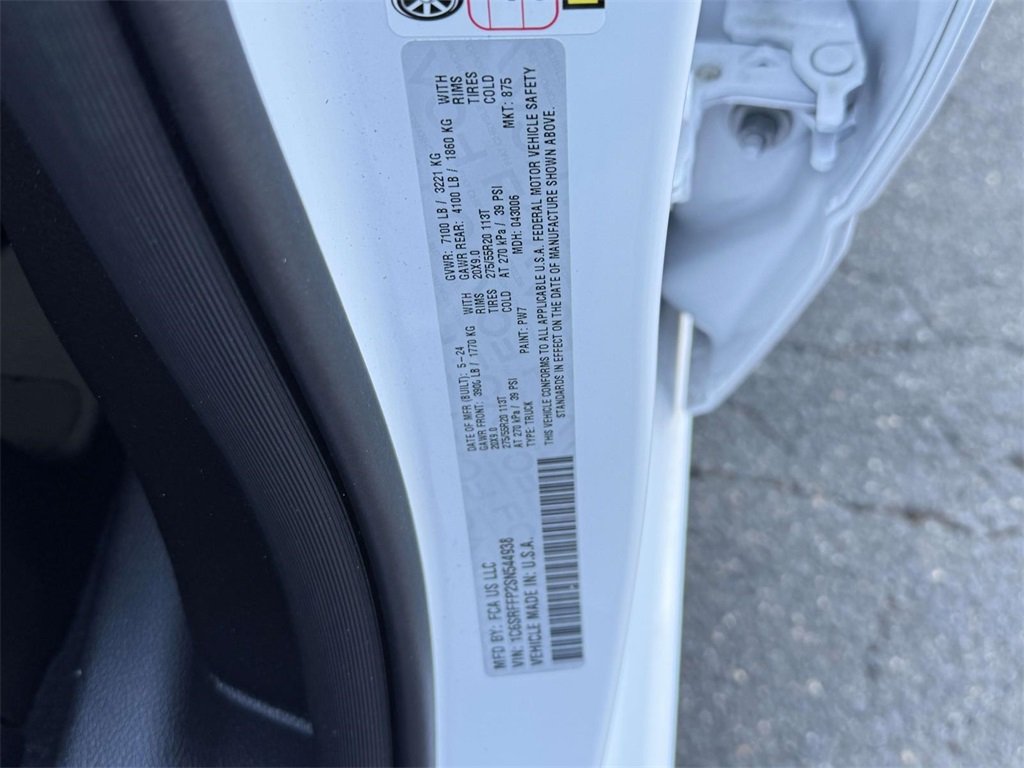 MFD BY: FCA US LLC
DATE OF MFR (BUILT): 5-24
GVWR: 7100 LB / 3221 KG
GAWR FRONT: 3900 LB / 1770 KG WITH
GAWR REAR: 4100 LB / 1860 KG WITH
20X9.0 RIMS
20X9.0 RIMS
275/55R20 113T TIRES
275/55R20 113T TIRES
AT 270 kPa / 39 PSI COLD
AT 270 kPa / 39 PSI COLD
VIN: 1C6SRFFP2SN544938
TYPE: TRUCK PAINT: PW7 MDH: 043006 MKT: 875
VEHICLE MADE IN: U.S.A.
THIS VEHICLE CONFORMS TO ALL APPLICABLE U.S.A. FEDERAL MOTOR VEHICLE SAFETY
STANDARDS IN EFFECT ON THE DATE OF MANUFACTURE SHOWN ABOVE.